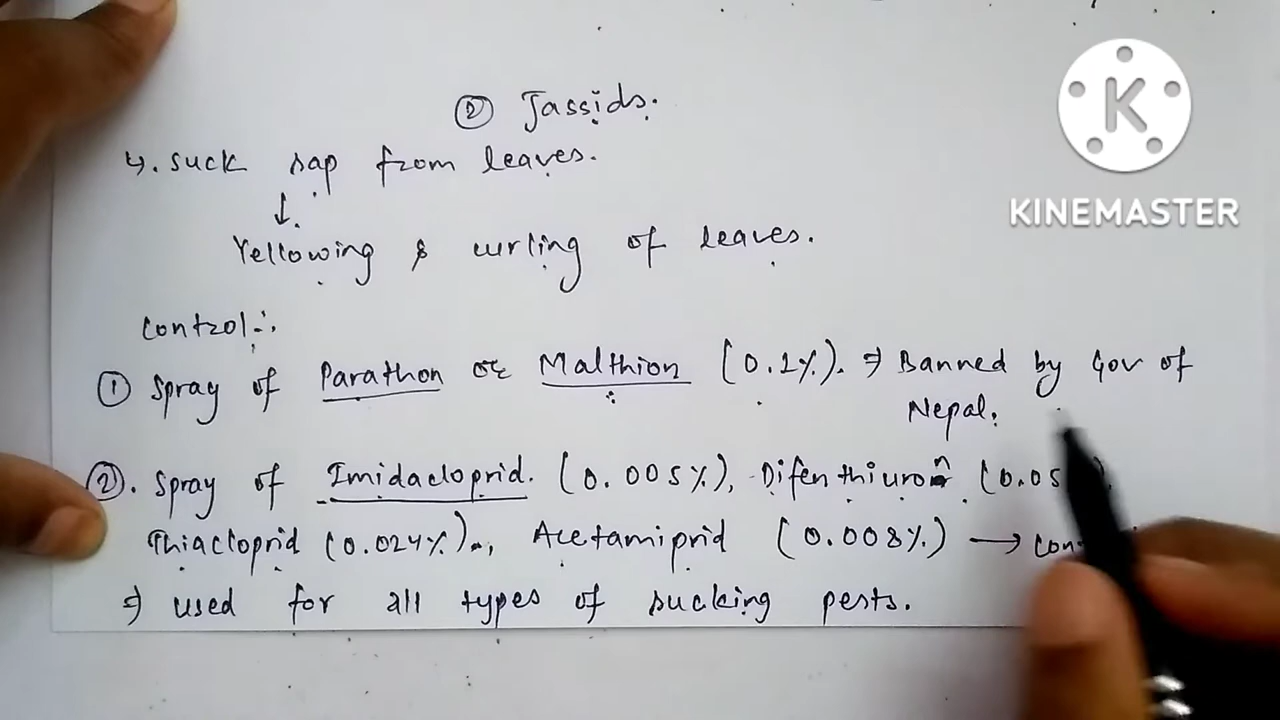 ② Jassids.
↳. suck sap from leaves.
↓.
Yellowing & curling of leaves.
Control:
① Spray of Parathon or Malthion (0.1%). ⇒ Banned by Gov of
Nepal.
②. Spray of Imidacloprid. (0.005%), Difenthiuron (0.05
Thiacloprid (0.024%)., Acetamiprid (0.008%) →
⇒ used for all types of sucking pests.
KINEMASTER